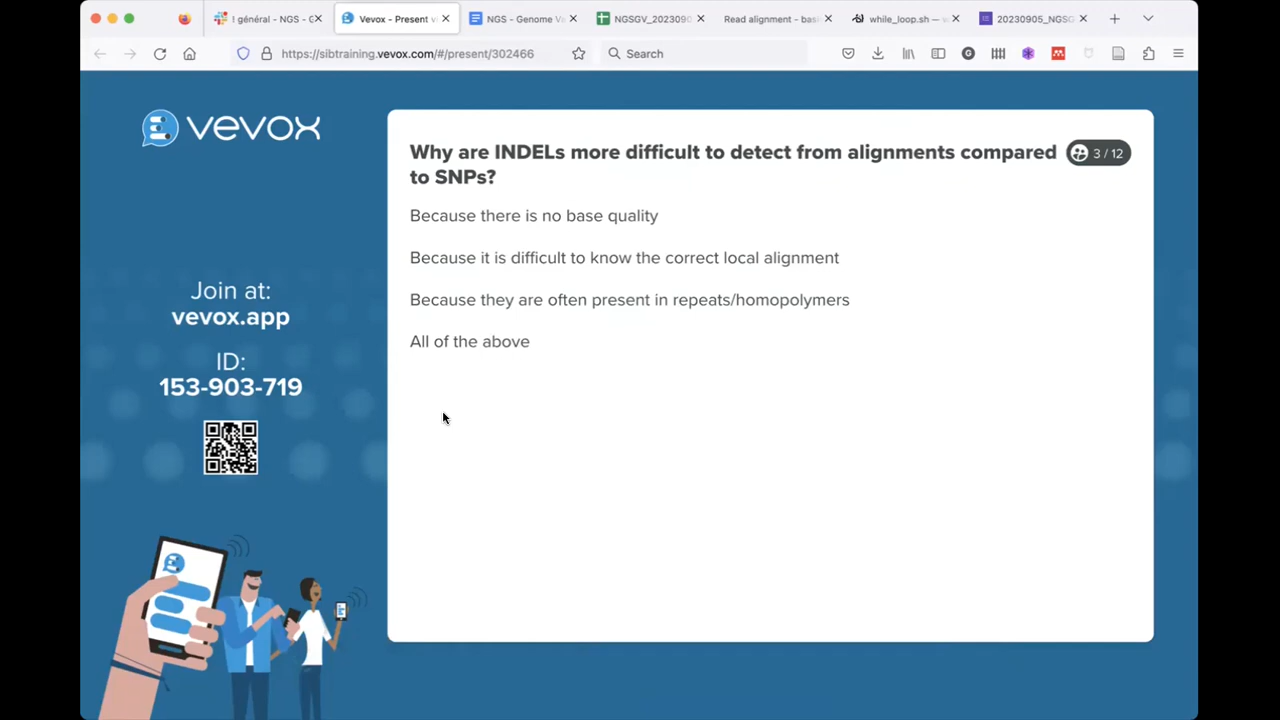 ! général - NGS - G
Vevox - Present v
NGS - Genome Va
NGSGV_202309
Read alignment - bas
while_loop.sh — v
20230905_NGSG
https://sibtraining.vevox.com/#/present/302466
Search
vevox
Why are INDELs more difficult to detect from alignments compared
to SNPs?
3 / 12
Because there is no base quality
Because it is difficult to know the correct local alignment
Because they are often present in repeats/homopolymers
All of the above
Join at:
vevox.app
ID:
153-903-719